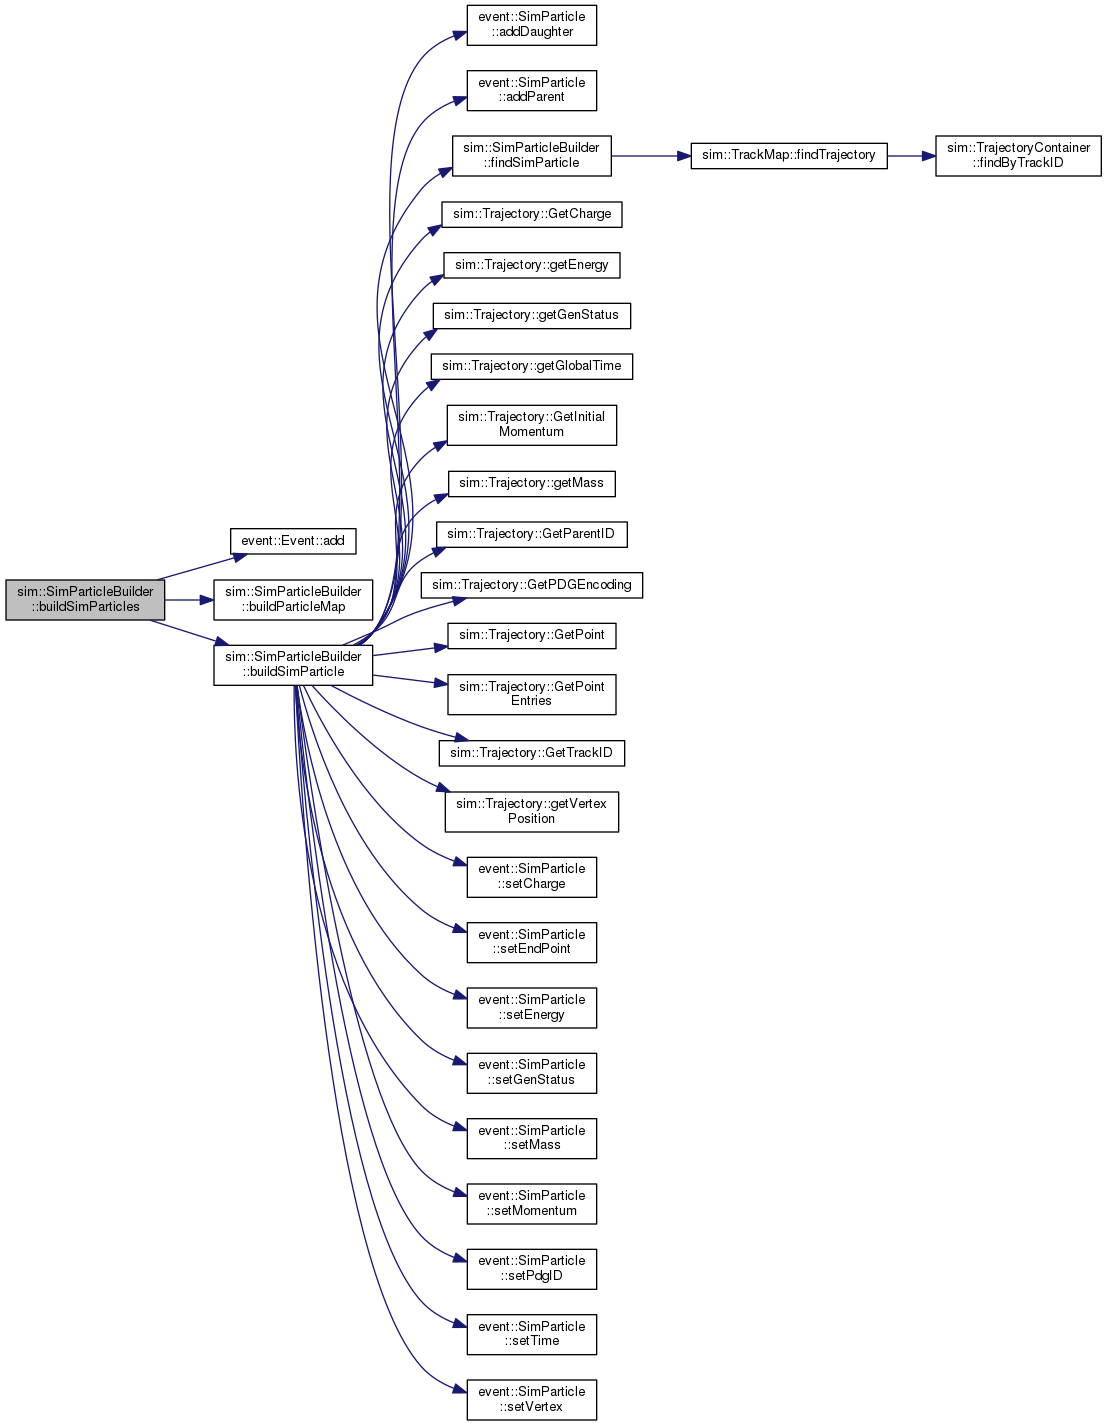 event::SimParticle
::addDaughter
event::SimParticle
::addParent
sim::SimParticleBuilder
::findSimParticle
sim::TrackMap::findTrajectory
sim::TrajectoryContainer
::findByTrackID
sim::Trajectory::GetCharge
sim::Trajectory::getEnergy
sim::Trajectory::getGenStatus
sim::Trajectory::getGlobalTime
sim::Trajectory::GetInitial
Momentum
sim::Trajectory::getMass
sim::Trajectory::GetParentID
event::Event::add
sim::SimParticleBuilder
::buildSimParticles
sim::SimParticleBuilder
::buildParticleMap
sim::SimParticleBuilder
::buildSimParticle
sim::Trajectory::GetPDGEncoding
sim::Trajectory::GetPoint
sim::Trajectory::GetPoint
Entries
sim::Trajectory::GetTrackID
sim::Trajectory::getVertex
Position
event::SimParticle
::setCharge
event::SimParticle
::setEndPoint
event::SimParticle
::setEnergy
event::SimParticle
::setGenStatus
event::SimParticle
::setMass
event::SimParticle
::setMomentum
event::SimParticle
::setPdgID
event::SimParticle
::setTime
event::SimParticle
::setVertex